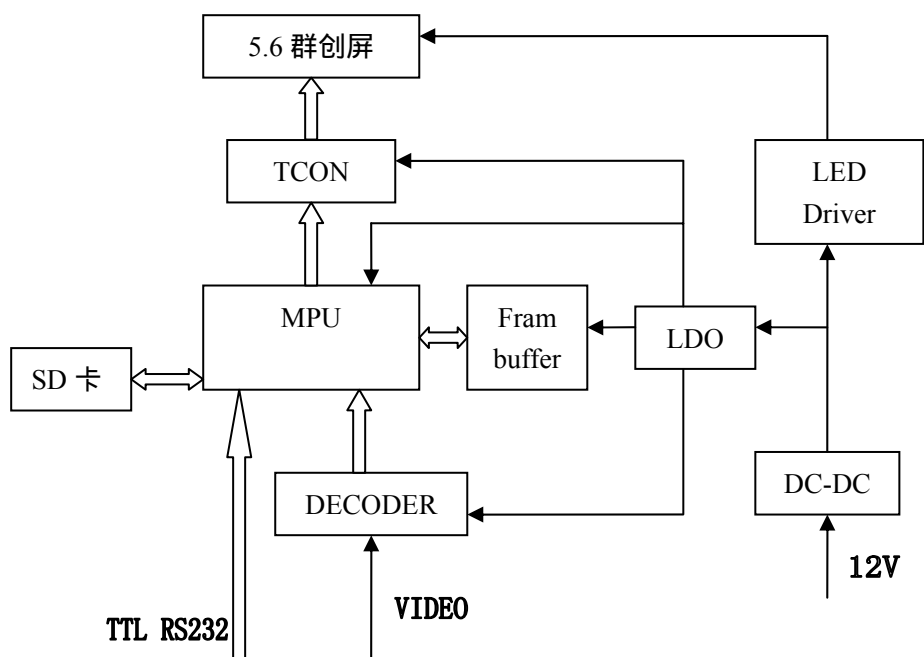 5.6 群创屏
TCON
LED
Driver
MPU
Fram
buffer
LDO
SD 卡
DECODER
DC-DC
12V
VIDEO
TTL RS232